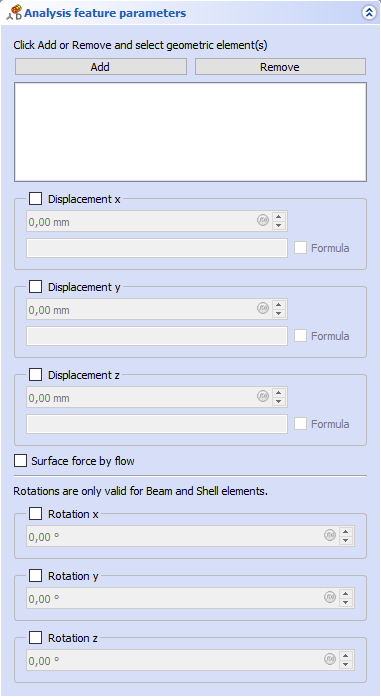 Analysis feature parameters
Click Add or Remove and select geometric element(s)
Add Remove
Displacement x
0,00 mm
Formula
Displacement y
0,00 mm
Formula
Displacement z
0,00 mm
Formula
Surface force by flow
Rotations are only valid for Beam and Shell elements.
Rotation x
0,00 °
Rotation y
0,00 °
Rotation z
0,00 °